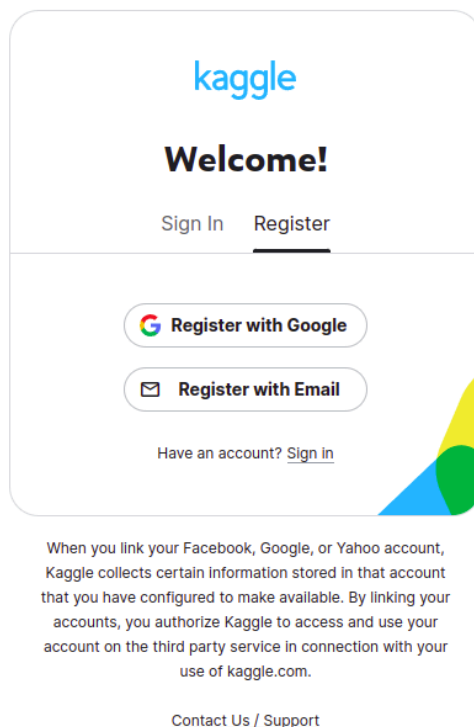 kaggle
Welcome!
Sign In Register
Register with Google
Register with Email
Have an account? Sign in
When you link your Facebook, Google, or Yahoo account,
Kaggle collects certain information stored in that account
that you have configured to make available. By linking your
accounts, you authorize Kaggle to access and use your
account on the third party service in connection with your
use of kaggle.com.
Contact Us / Support